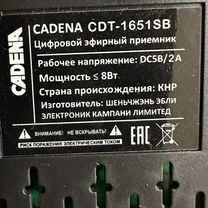 CADENA
CADENA CDT-1651SB
Цифровой эфирный приемник
Рабочее напряжение: DC5В/2А
Мощность ≤ 8Вт
Страна происхождения: КНР
Изготовитель: ШЕНЬЧЖЭНЬ ЭБЛИ
ЭЛЕКТРОНИК КАМПАНИ ЛИМИТЕД
ВНИМАНИЕ! НЕ ВСКРЫВАТЬ!
РИСК ПОРАЖЕНИЯ ЭЛЕКТРИЧЕСКИМ ТОКОМ
EAC